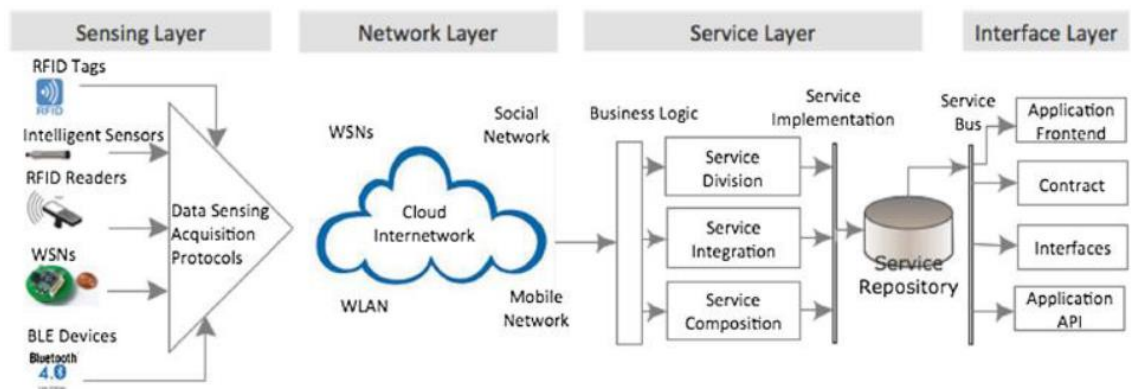 Sensing Layer
Network Layer
Service Layer
Interface Layer
RFID Tags
RFID
Intelligent Sensors
RFID Readers
WSNs
BLE Devices
Bluetooth
4.0
Data Sensing
Acquisition
Protocols
WSNs
Social
Network
Cloud
Internetwork
WLAN
Mobile
Network
Business Logic
Service
Division
Service
Integration
Service
Composition
Service
Implementation
Service
Repository
Service
Bus
Application
Frontend
Contract
Interfaces
Application
API